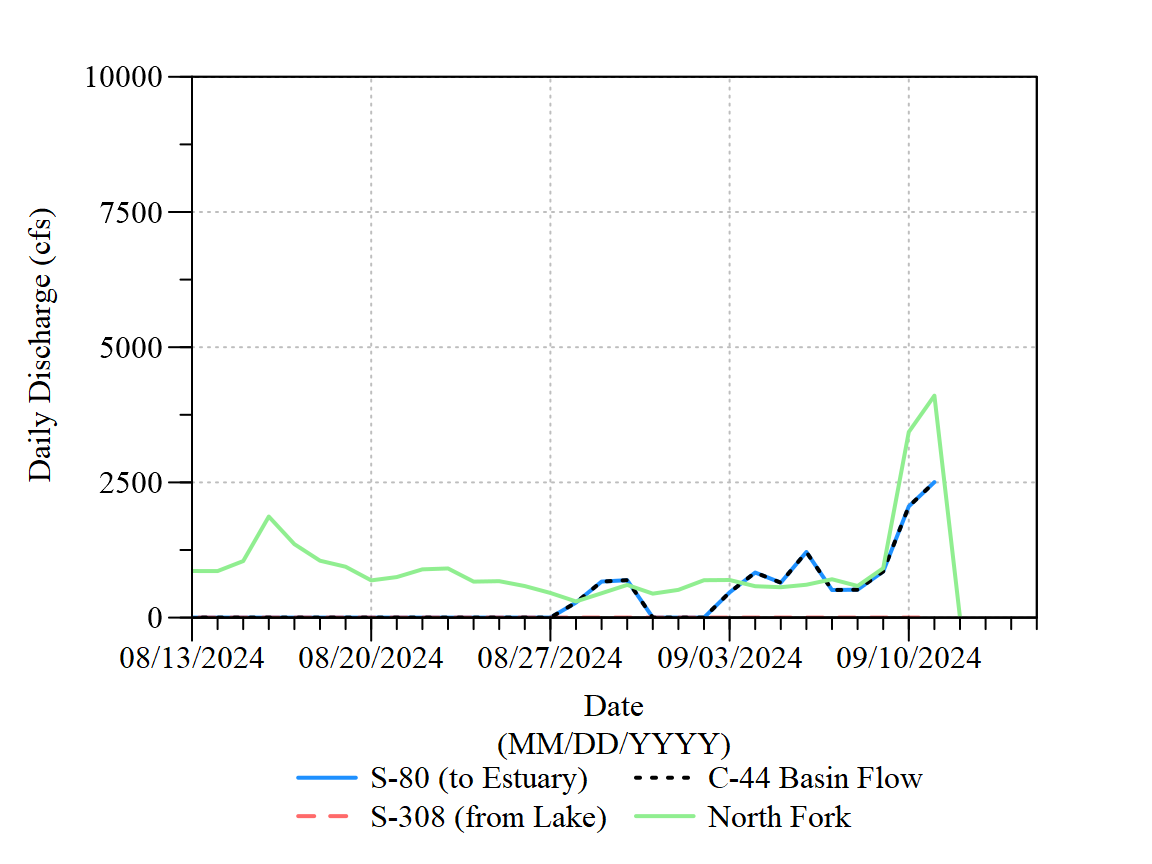 10000
7500
5000
2500
0
Daily Discharge (cfs)
08/13/2024 08/20/2024 08/27/2024 09/03/2024 09/10/2024
Date
(MM/DD/YYYY)
S-80 (to Estuary) C-44 Basin Flow
S-308 (from Lake) North Fork